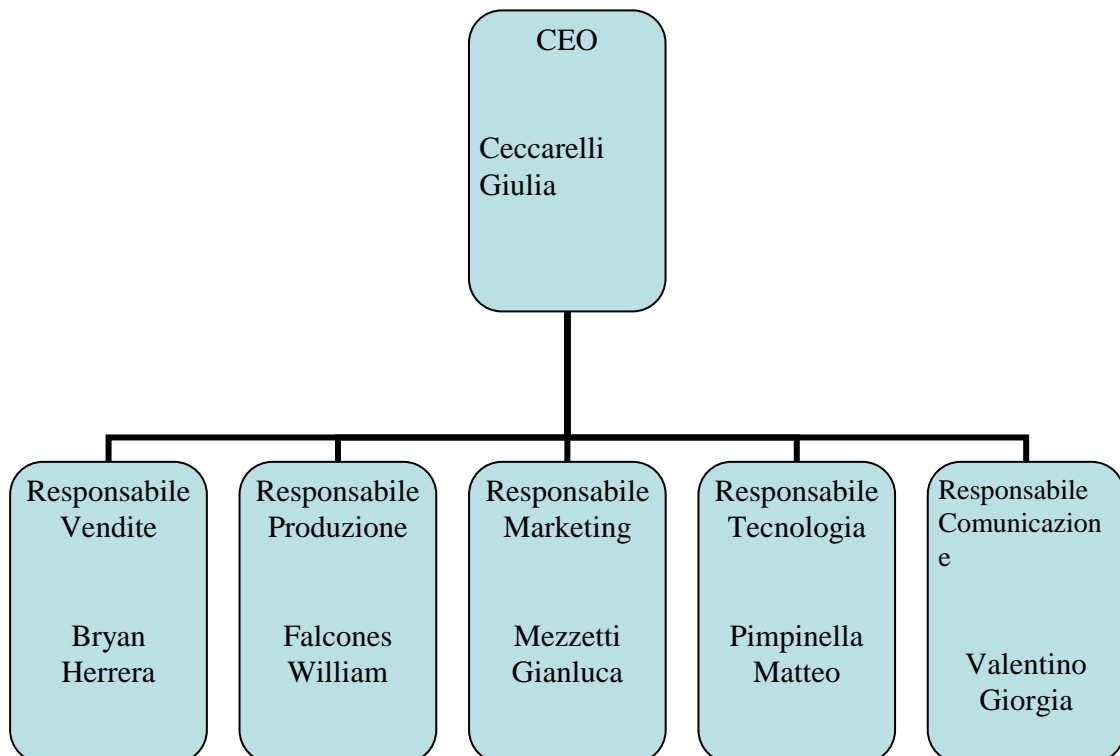 CEO
Ceccarelli
Giulia
Responsabile
Vendite
Bryan
Herrera
Responsabile
Produzione
Falcones
William
Responsabile
Marketing
Mezzetti
Gianluca
Responsabile
Tecnologia
Pimpinella
Matteo
Responsabile
Comunicazion
e
Valentino
Giorgia